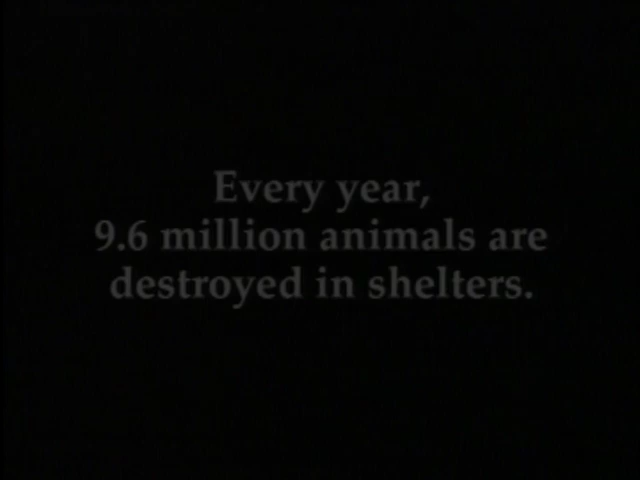 Every year,
9.6 million animals are
destroyed in shelters.